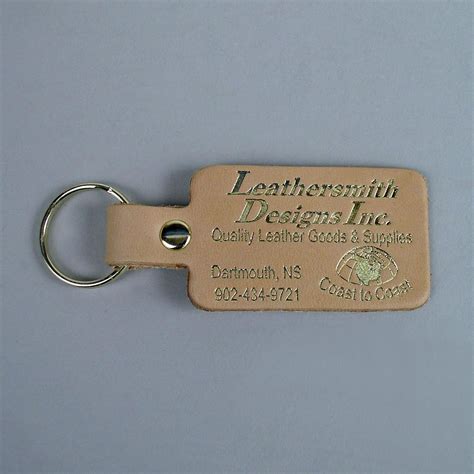 Leathersmith
Designs Inc.
Quality Leather Goods & Supplies
Dartmouth, NS
902-434-9721
Coast to Coast